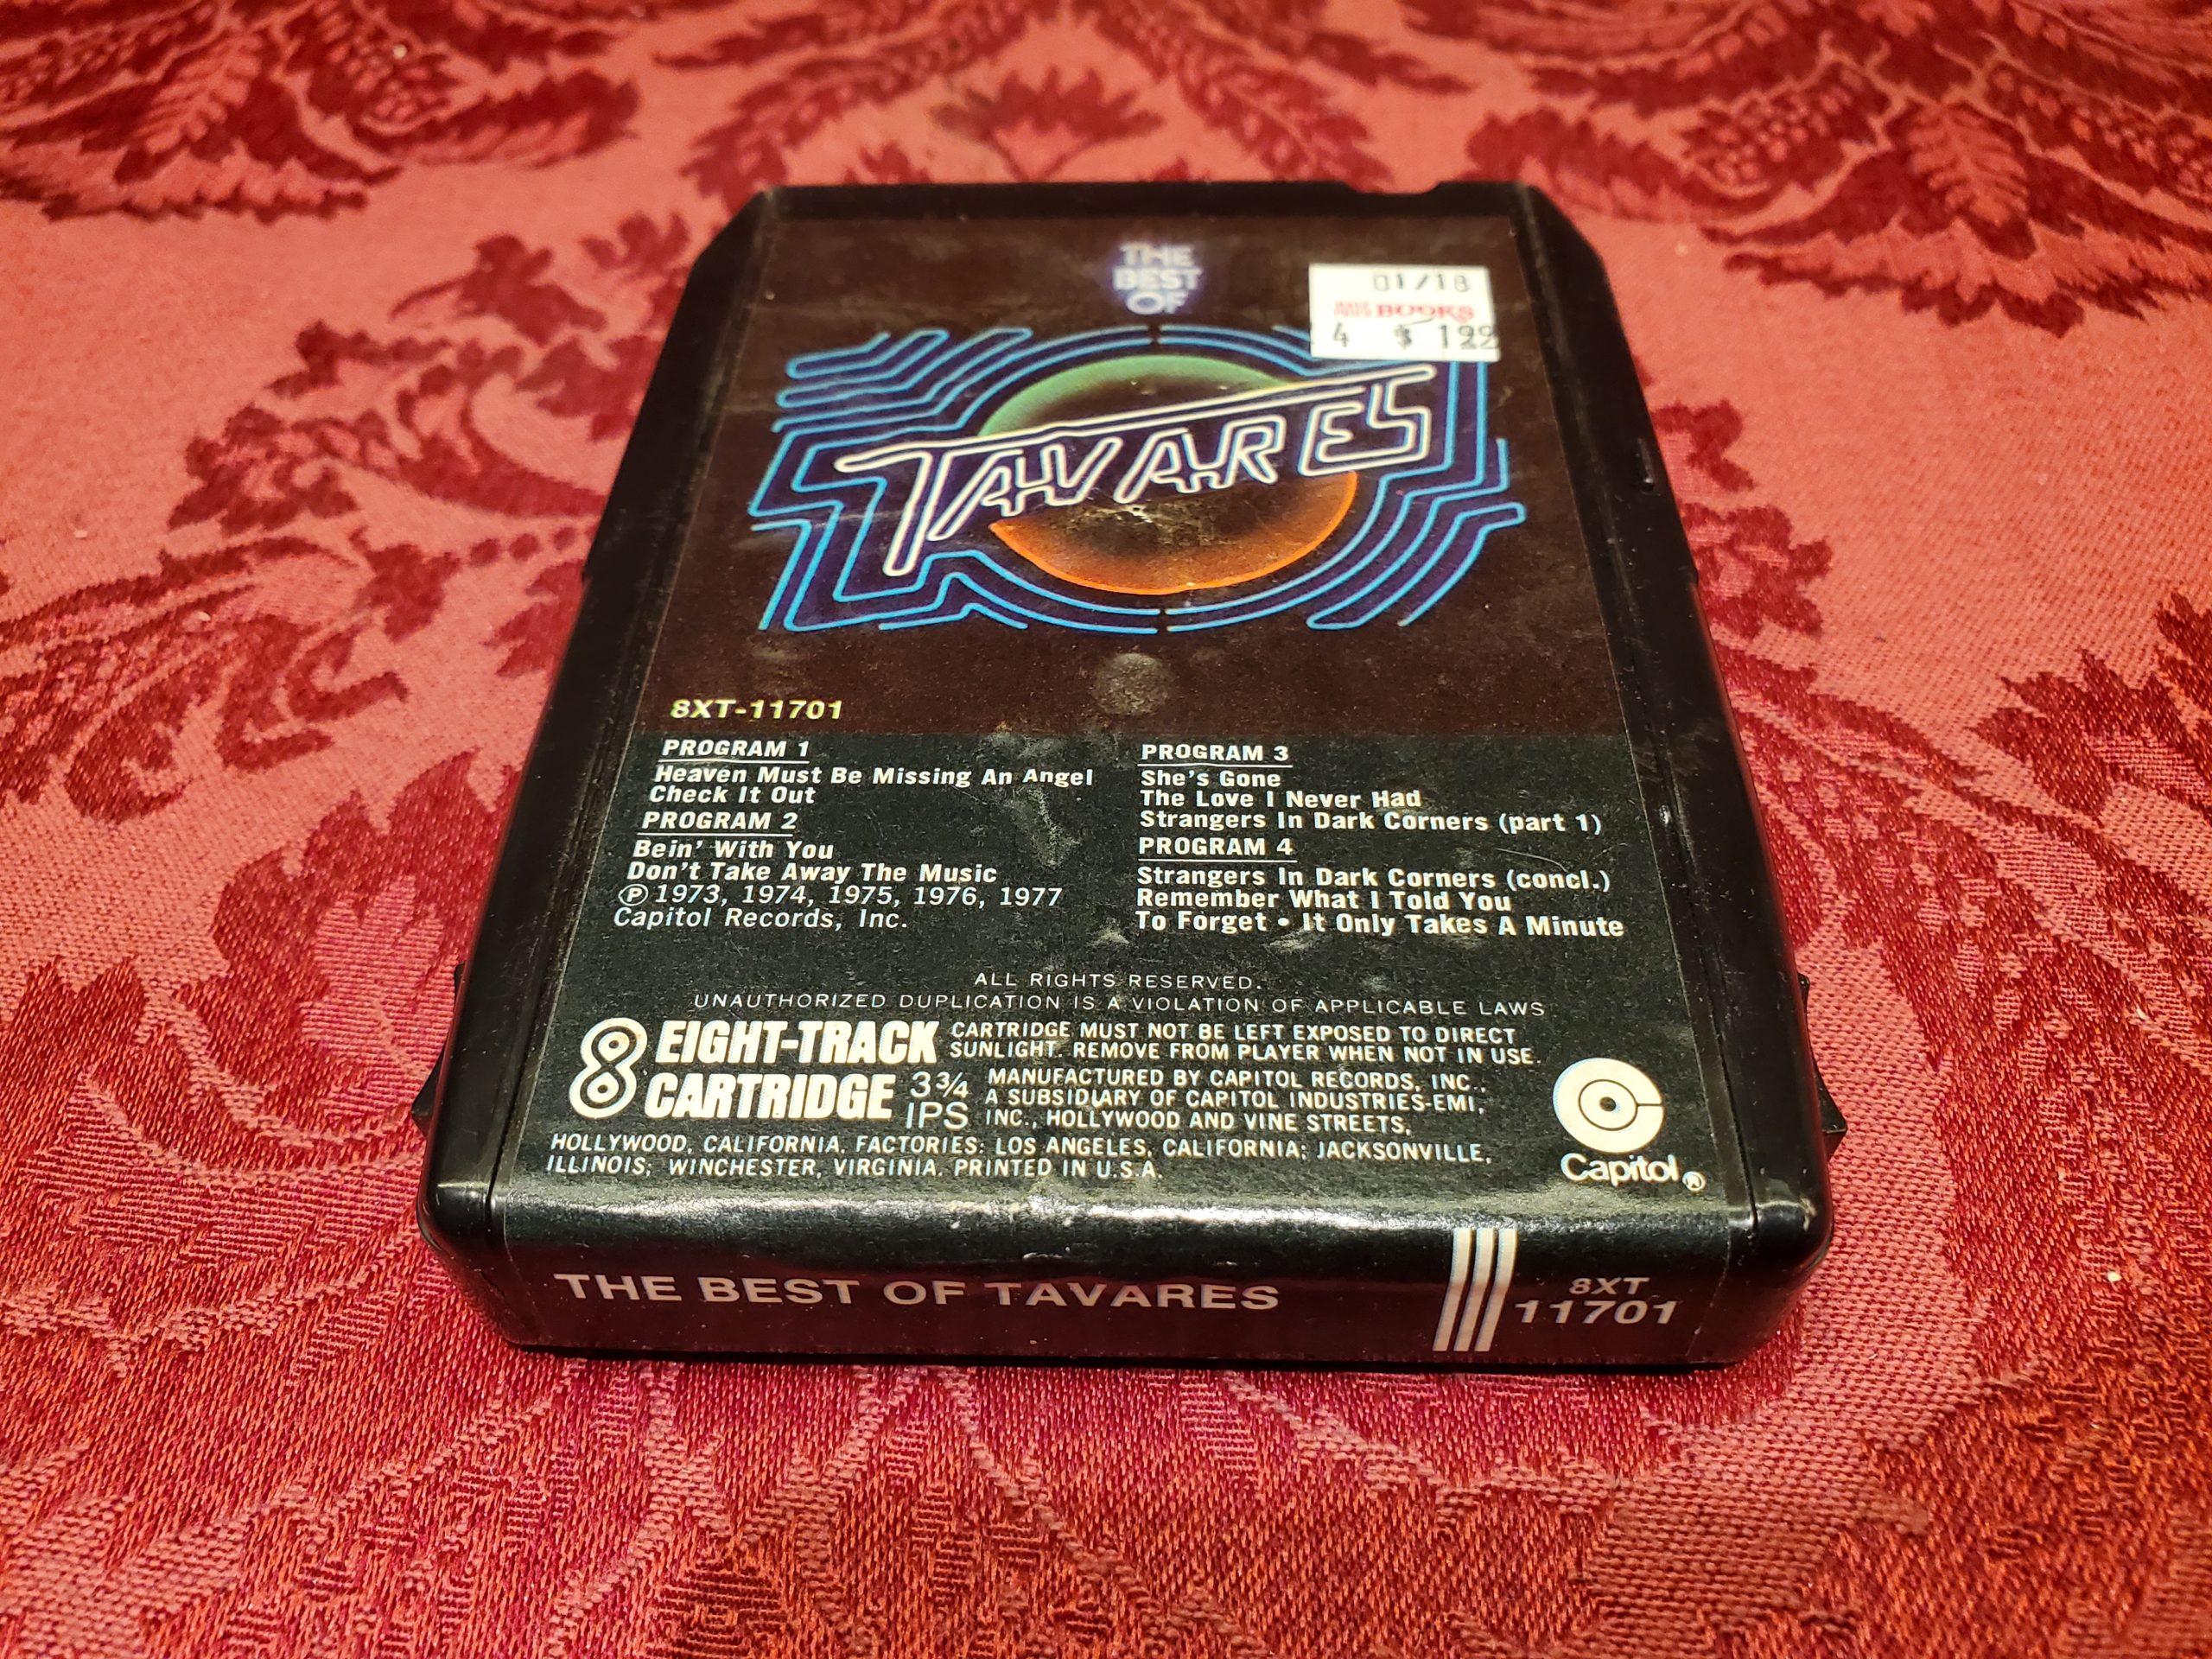 THE
BEST
OF
01/18
BOOKS
4 $ 199
TAVARES
8XT-11701
PROGRAM 1
Heaven Must Be Missing An Angel
Check It Out
PROGRAM 2
Bein' With You
Don't Take Away The Music
℗ 1973, 1974, 1975, 1976, 1977
Capitol Records, Inc.
PROGRAM 3
She's Gone
The Love I Never Had
Strangers In Dark Corners (part 1)
PROGRAM 4
Strangers In Dark Corners (concl.)
Remember What I Told You
To Forget • It Only Takes A Minute
ALL RIGHTS RESERVED.
UNAUTHORIZED DUPLICATION IS A VIOLATION OF APPLICABLE LAWS
8 EIGHT-TRACK
CARTRIDGE 3¾
IPS
CARTRIDGE MUST NOT BE LEFT EXPOSED TO DIRECT
SUNLIGHT. REMOVE FROM PLAYER WHEN NOT IN USE.
MANUFACTURED BY CAPITOL RECORDS, INC.,
A SUBSIDIARY OF CAPITOL INDUSTRIES-EMI,
INC., HOLLYWOOD AND VINE STREETS,
HOLLYWOOD, CALIFORNIA. FACTORIES: LOS ANGELES, CALIFORNIA; JACKSONVILLE,
ILLINOIS; WINCHESTER, VIRGINIA. PRINTED IN U.S.A.
Capitol®
THE BEST OF TAVARES
8XT
11701